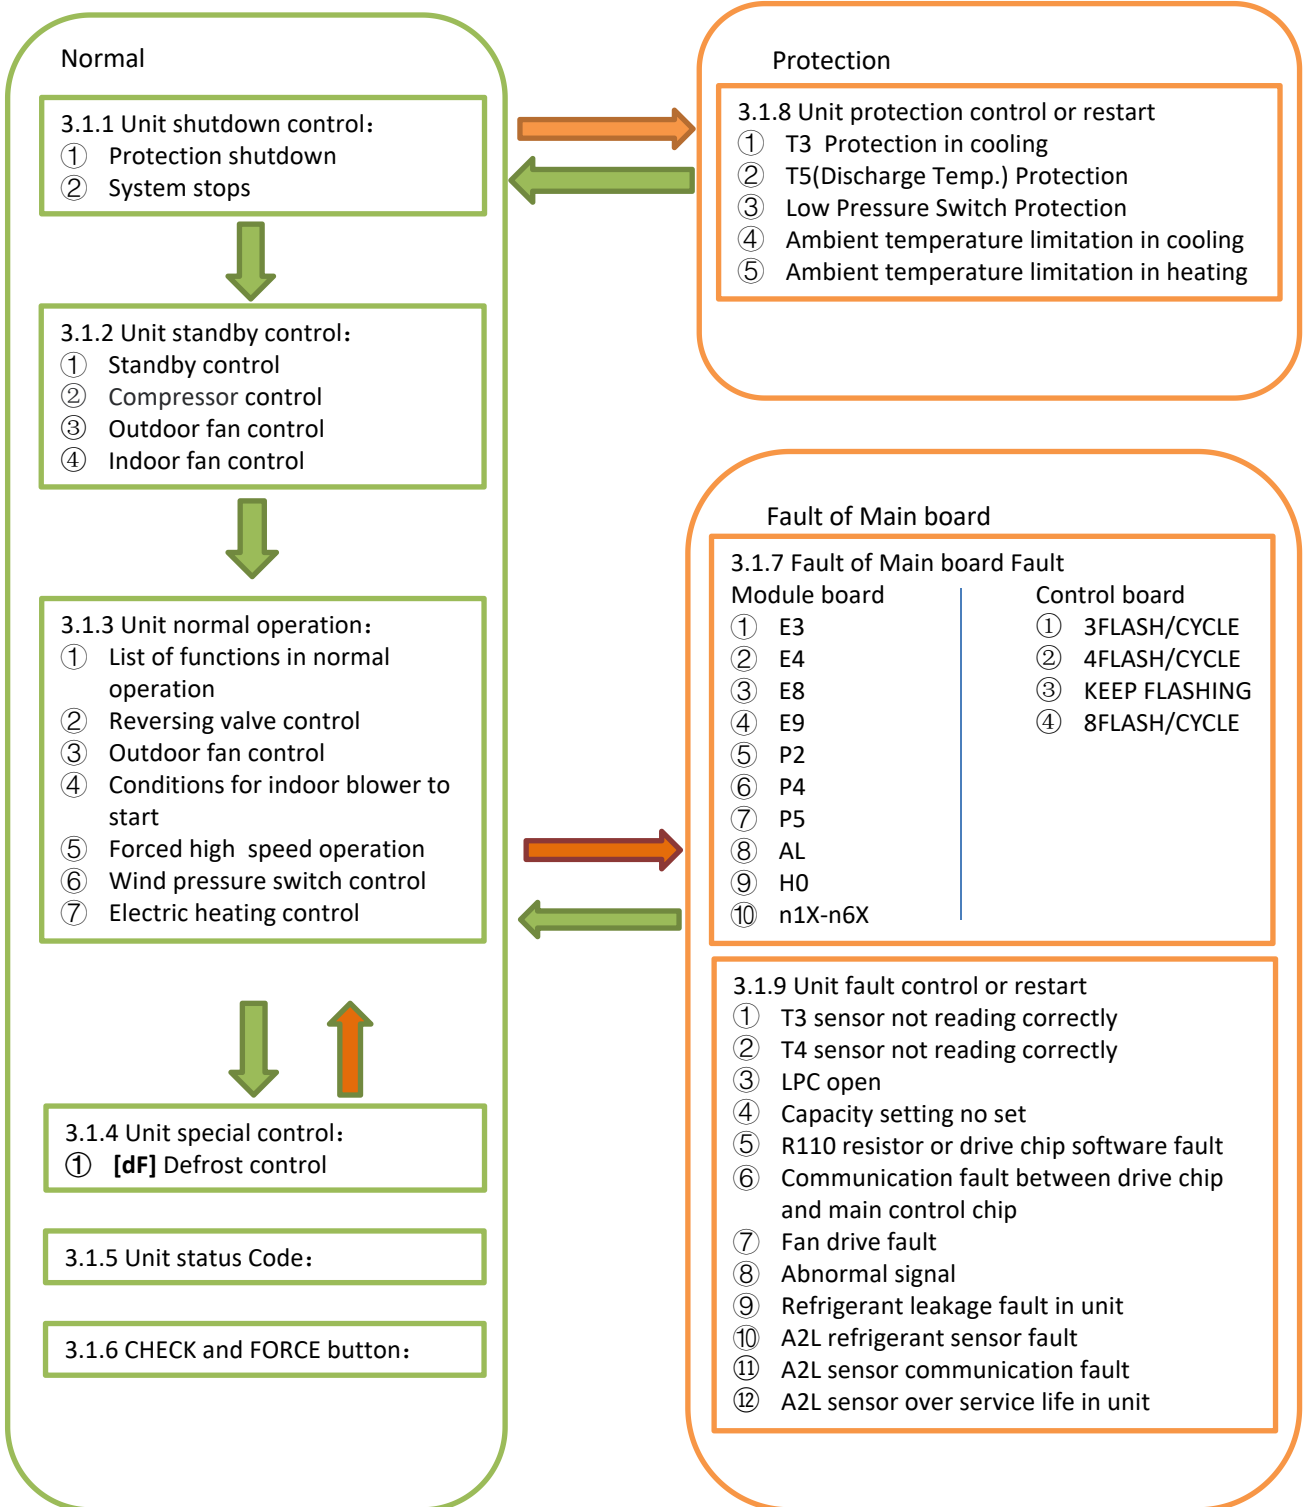 Normal
3.1.1 Unit shutdown control：
① Protection shutdown
② System stops
3.1.2 Unit standby control：
① Standby control
② Compressor control
③ Outdoor fan control
④ Indoor fan control
3.1.3 Unit normal operation：
① List of functions in normal
operation
② Reversing valve control
③ Outdoor fan control
④ Conditions for indoor blower to
start
⑤ Forced high  speed operation
⑥ Wind pressure switch control
⑦ Electric heating control
3.1.4 Unit special control：
① [dF] Defrost control
3.1.5 Unit status Code：
3.1.6 CHECK and FORCE button：
Protection
3.1.8 Unit protection control or restart
① T3  Protection in cooling
② T5(Discharge Temp.) Protection
③ Low Pressure Switch Protection
④ Ambient temperature limitation in cooling
⑤ Ambient temperature limitation in heating
Fault of Main board
3.1.7 Fault of Main board Fault
Module board
① E3
② E4
③ E8
④ E9
⑤ P2
⑥ P4
⑦ P5
⑧ AL
⑨ H0
⑩ n1X-n6X
Control board
① 3FLASH/CYCLE
② 4FLASH/CYCLE
③ KEEP FLASHING
④ 8FLASH/CYCLE
3.1.9 Unit fault control or restart
① T3 sensor not reading correctly
② T4 sensor not reading correctly
③ LPC open
④ Capacity setting no set
⑤ R110 resistor or drive chip software fault
⑥ Communication fault between drive chip
and main control chip
⑦ Fan drive fault
⑧ Abnormal signal
⑨ Refrigerant leakage fault in unit
⑩ A2L refrigerant sensor fault
⑪ A2L sensor communication fault
⑫ A2L sensor over service life in unit